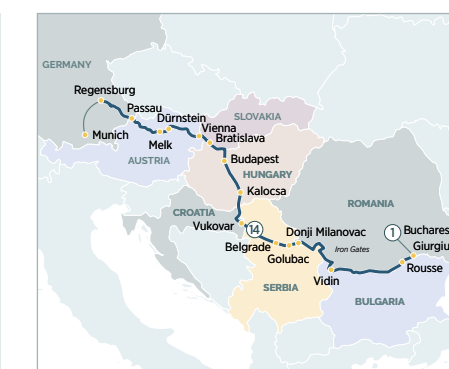 GERMANY
Regensburg
Passau
Dürnstein
SLOVAKIA
Munich
Vienna
Bratislava
Melk
AUSTRIA
Budapest
HUNGARY
Kalocsa
ROMANIA
CROATIA
Vukovar
14
Donji Milanovac
1
Bucharest
Belgrade
Iron Gates
Giurgiu
Golubac
Rousse
Vidin
SERBIA
BULGARIA